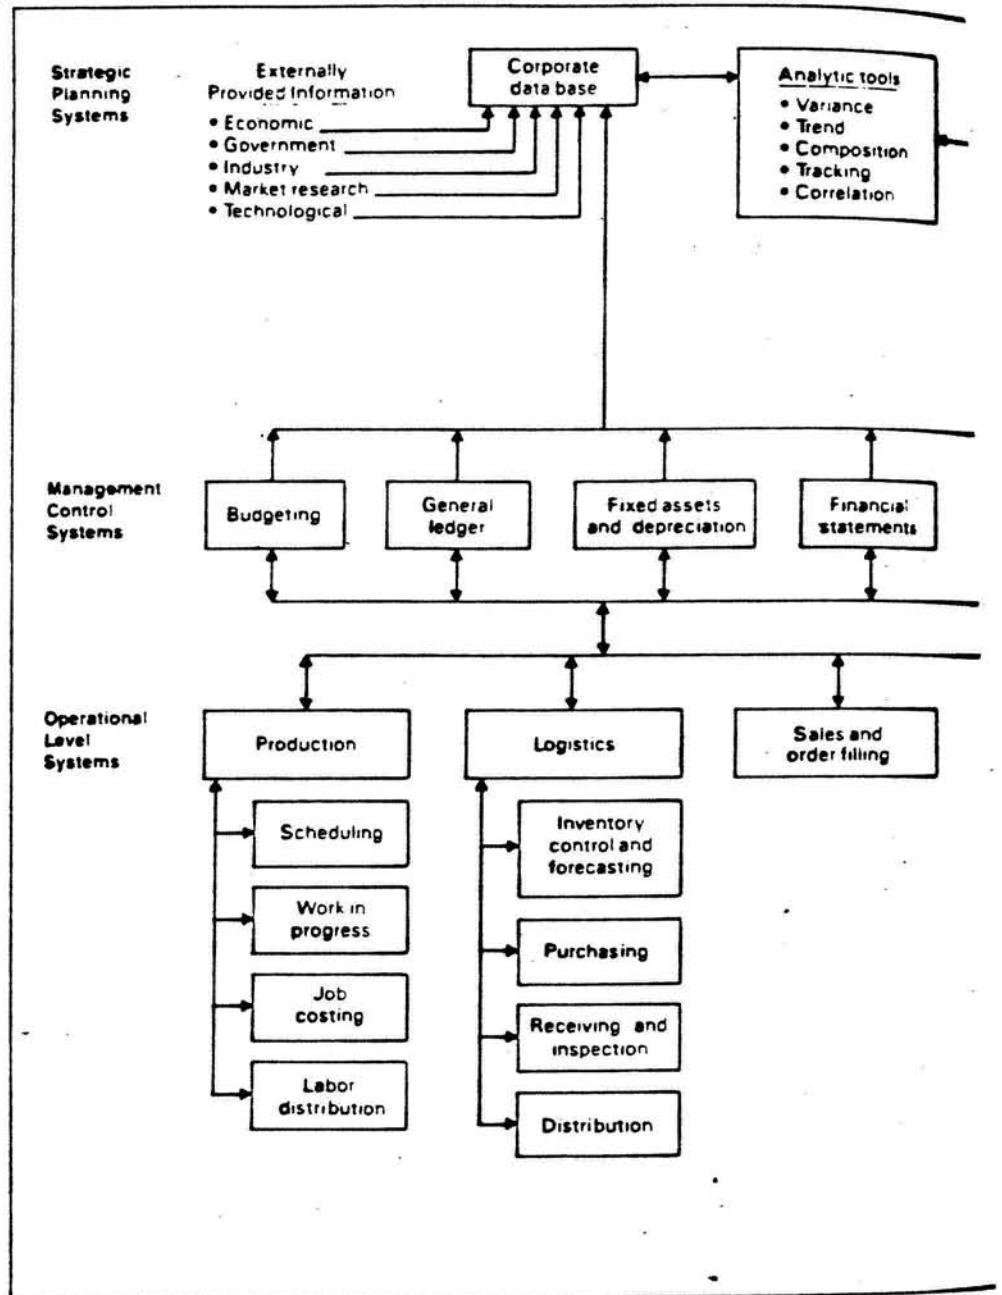 Strategic
Planning
Systems
Externally
Provided Information
• Economic
• Government
• Industry
• Market research
• Technological
Corporate
data base
Analytic tools
• Variance
• Trend
• Composition
• Tracking
• Correlation
Management
Control
Systems
Budgeting
General
ledger
Fixed assets
and depreciation
Financial
statements
Operational
Level
Systems
Production
Scheduling
Work in
progress
Job
costing
Labor
distribution
Logistics
Inventory
control and
forecasting
Purchasing
Receiving and
inspection
Distribution
Sales and
order filling